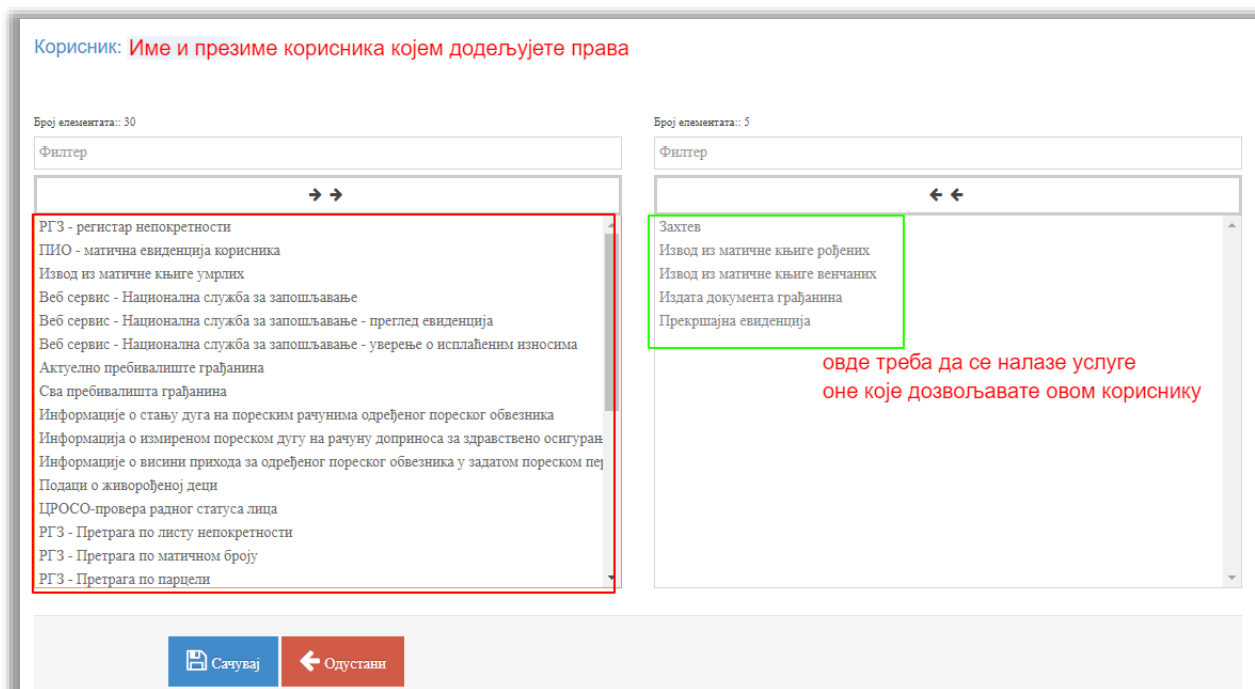 Корисник: Име и презиме корисника којем додељујете права
Број елементата:: 30
Филтер
РГЗ - регистар непокретности
ПИО - матична евиденција корисника
Извод из матичне књиге умрлих
Веб сервис - Национална служба за запошљавање
Веб сервис - Национална служба за запошљавање - преглед евиденција
Веб сервис - Национална служба за запошљавање - уверење о исплаћеним износима
Актуелно пребивалиште грађанина
Сва пребивалишта грађанина
Информације о стању дуга на пореским рачунима одређеног пореског обвезника
Информација о измиреном пореском дугу на рачуну доприноса за здравствено осигурањ
Информације о висини прихода за одређеног пореског обвезника у задатом пореском пер
Подаци о живорођеној деци
ЦРОСО-провера радног статуса лица
РГЗ - Претрага по листу непокретности
РГЗ - Претрага по матичном броју
РГЗ - Претрага по парцели
Број елементата:: 5
Филтер
Захтев
Извод из матичне књиге рођених
Извод из матичне књиге венчаних
Издата документа грађанина
Прекршајна евиденција
овде треба да се налазе услуге
оне које дозвољавате овом кориснику
Сачувај
Одустани